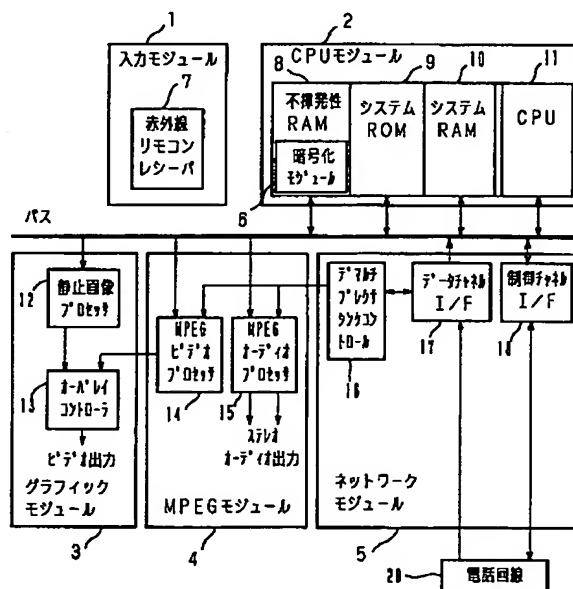 1
入力モジュール
7
赤外線
リモコン
レシーバ
2
CPUモジュール
8
9
10
11
不揮発性
RAM
暗号化
モジュール
6
システム
ROM
システム
RAM
CPU
バス
12
静止画像
プロセッサ
13
オーバレイ
コントローラ
ビデオ出力
グラフィック
モジュール
3
MPEG
ビデオ
プロセッサ
14
MPEG
オーディオ
プロセッサ
15
ステレオ
オーディオ出力
MPEGモジュール
4
デマルチ
プレクチ
ングコン
トロール
16
データチャネル
I/F
17
制御チャネル
I/F
18
ネットワーク
モジュール
5
20
電話回線